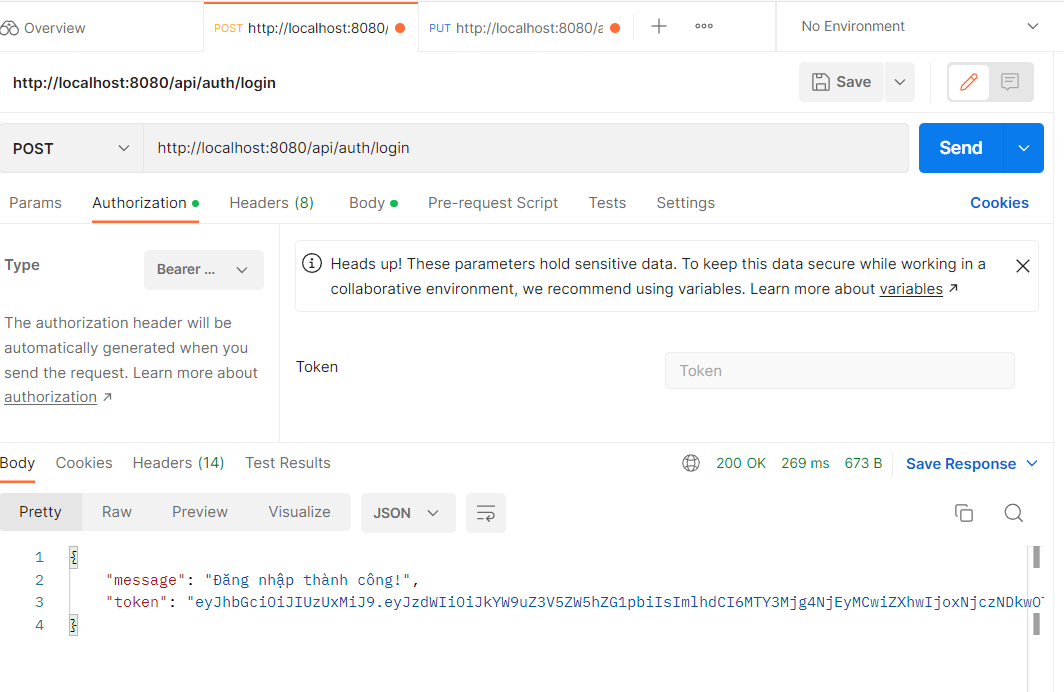 Overview
POST http://localhost:8080/
PUT http://localhost:8080/a
No Environment
http://localhost:8080/api/auth/login
Save
POST
http://localhost:8080/api/auth/login
Send
Params
Authorization
Headers (8)
Body
Pre-request Script
Tests
Settings
Cookies
Type
Bearer ...
The authorization header will be
automatically generated when you
send the request. Learn more about
authorization ↗
Heads up! These parameters hold sensitive data. To keep this data secure while working in a
collaborative environment, we recommend using variables. Learn more about variables ↗
Token
Token
Body
Cookies
Headers (14)
Test Results
200 OK
269 ms
673 B
Save Response
Pretty
Raw
Preview
Visualize
JSON
1 {
2 "message": "Đăng nhập thành công!",
3 "token": "eyJhbGciOiJIUzUxMiJ9.eyJzdWIiOiJkYW9uZ3V5ZW5hZG1pbiIsImlhdCI6MTY3Mjg4NjEyMCwiZXhwIjoxNjczNDkwO
4 }